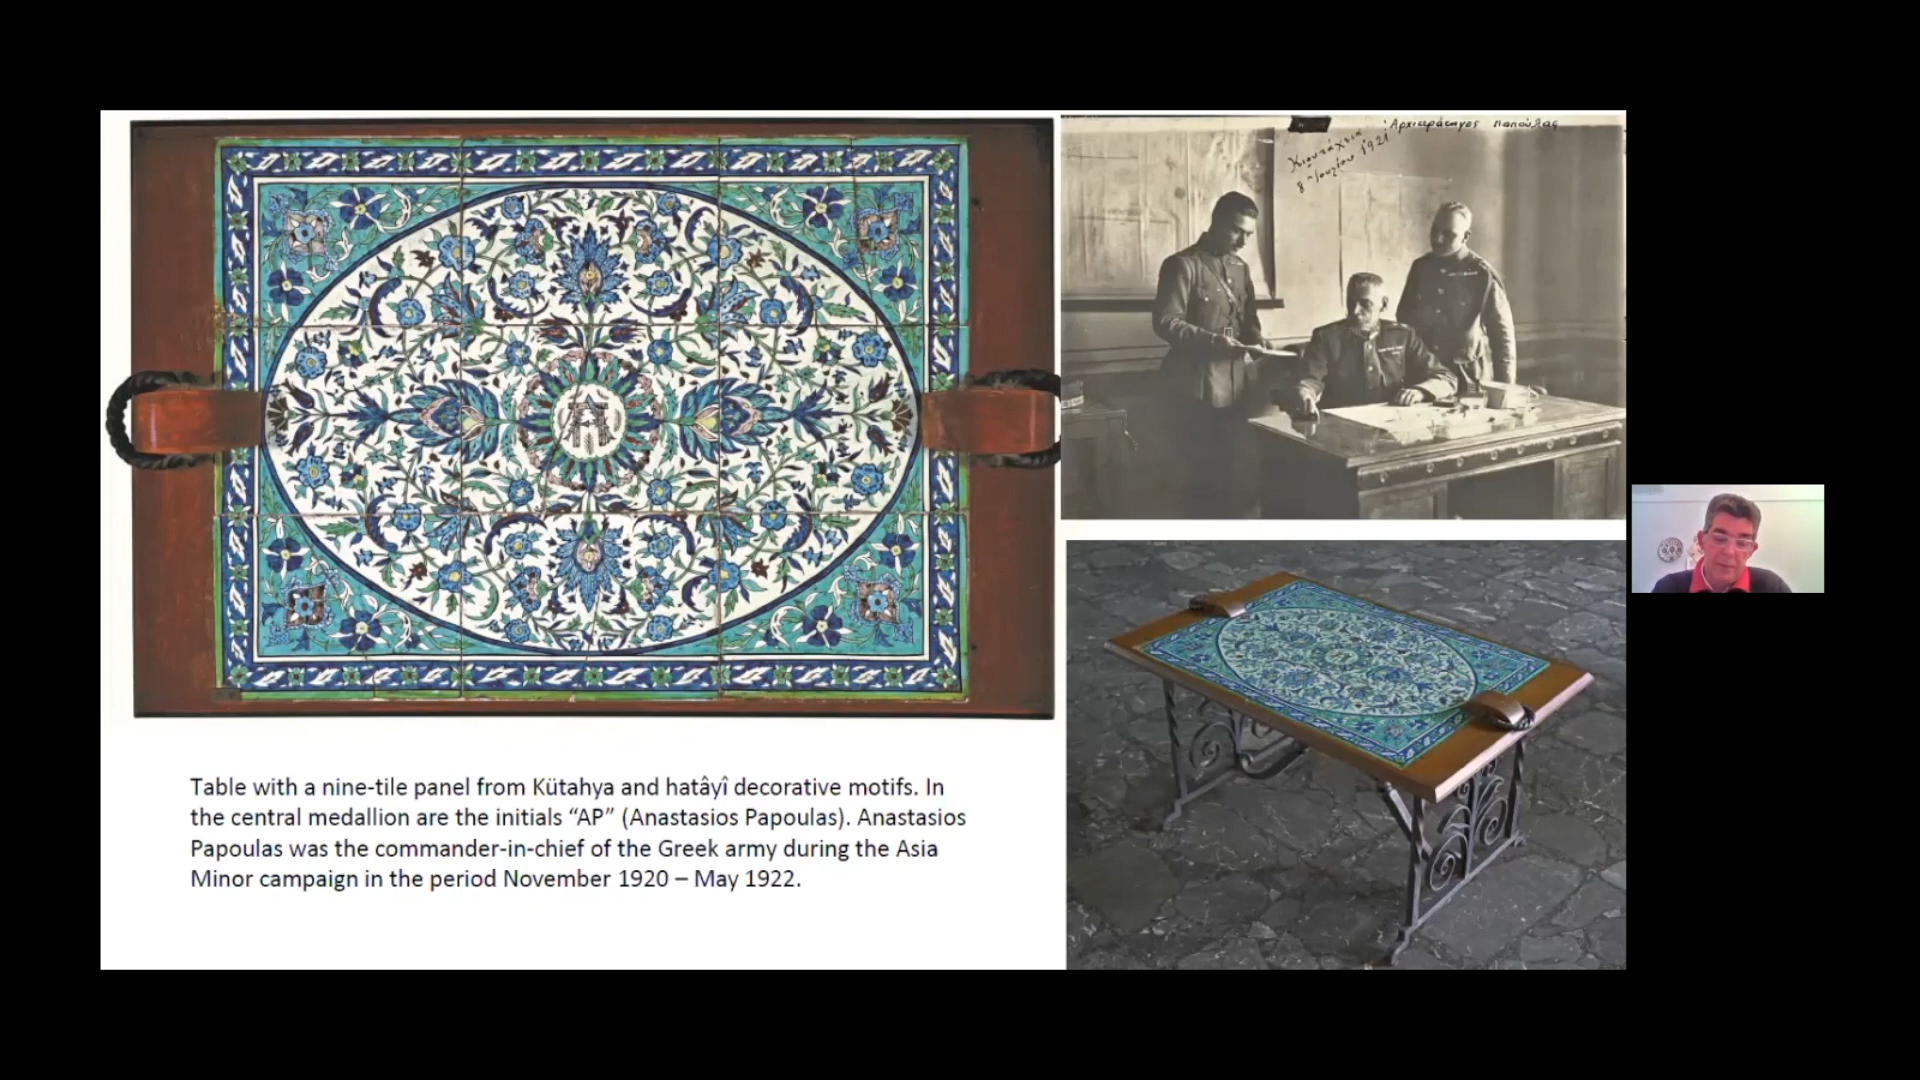 Κιουτάχεια
8 Ιουλίου 1921
Αρχιστράτηγος Παπούλας
Table with a nine-tile panel from Kütahya and hatâyî decorative motifs. In
the central medallion are the initials “AP” (Anastasios Papoulas). Anastasios
Papoulas was the commander-in-chief of the Greek army during the Asia
Minor campaign in the period November 1920 – May 1922.